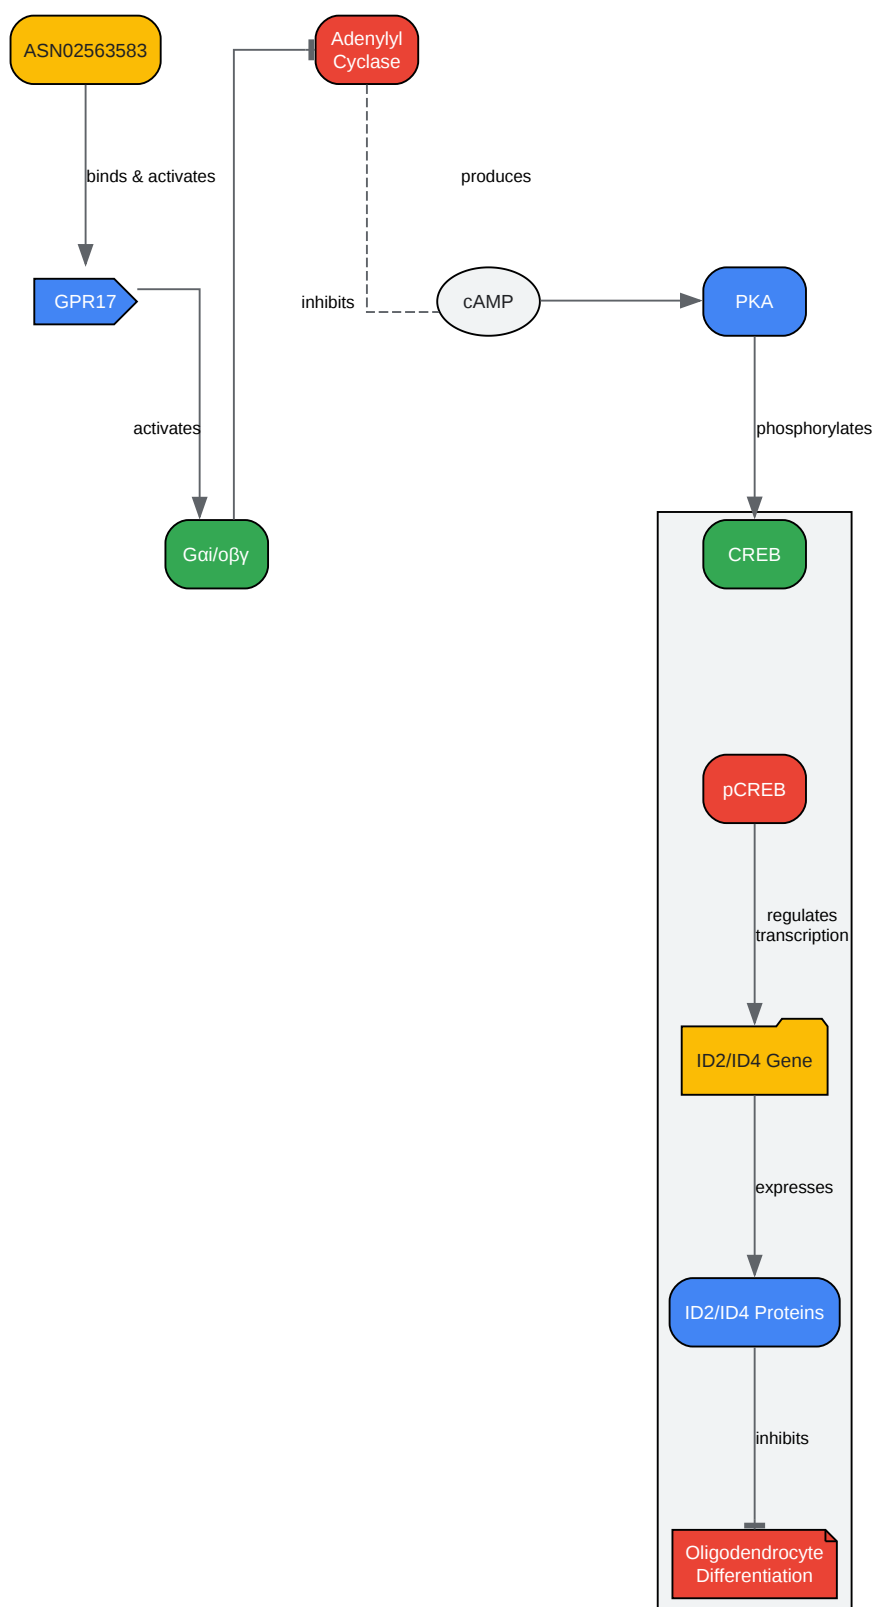 ASN02563583
Adenylyl
Cyclase
binds & activates
produces
GPR17
inhibits
cAMP
PKA
activates
phosphorylates
Gαi/oβγ
CREB
pCREB
regulates
transcription
ID2/ID4 Gene
expresses
ID2/ID4 Proteins
inhibits
Oligodendrocyte
Differentiation